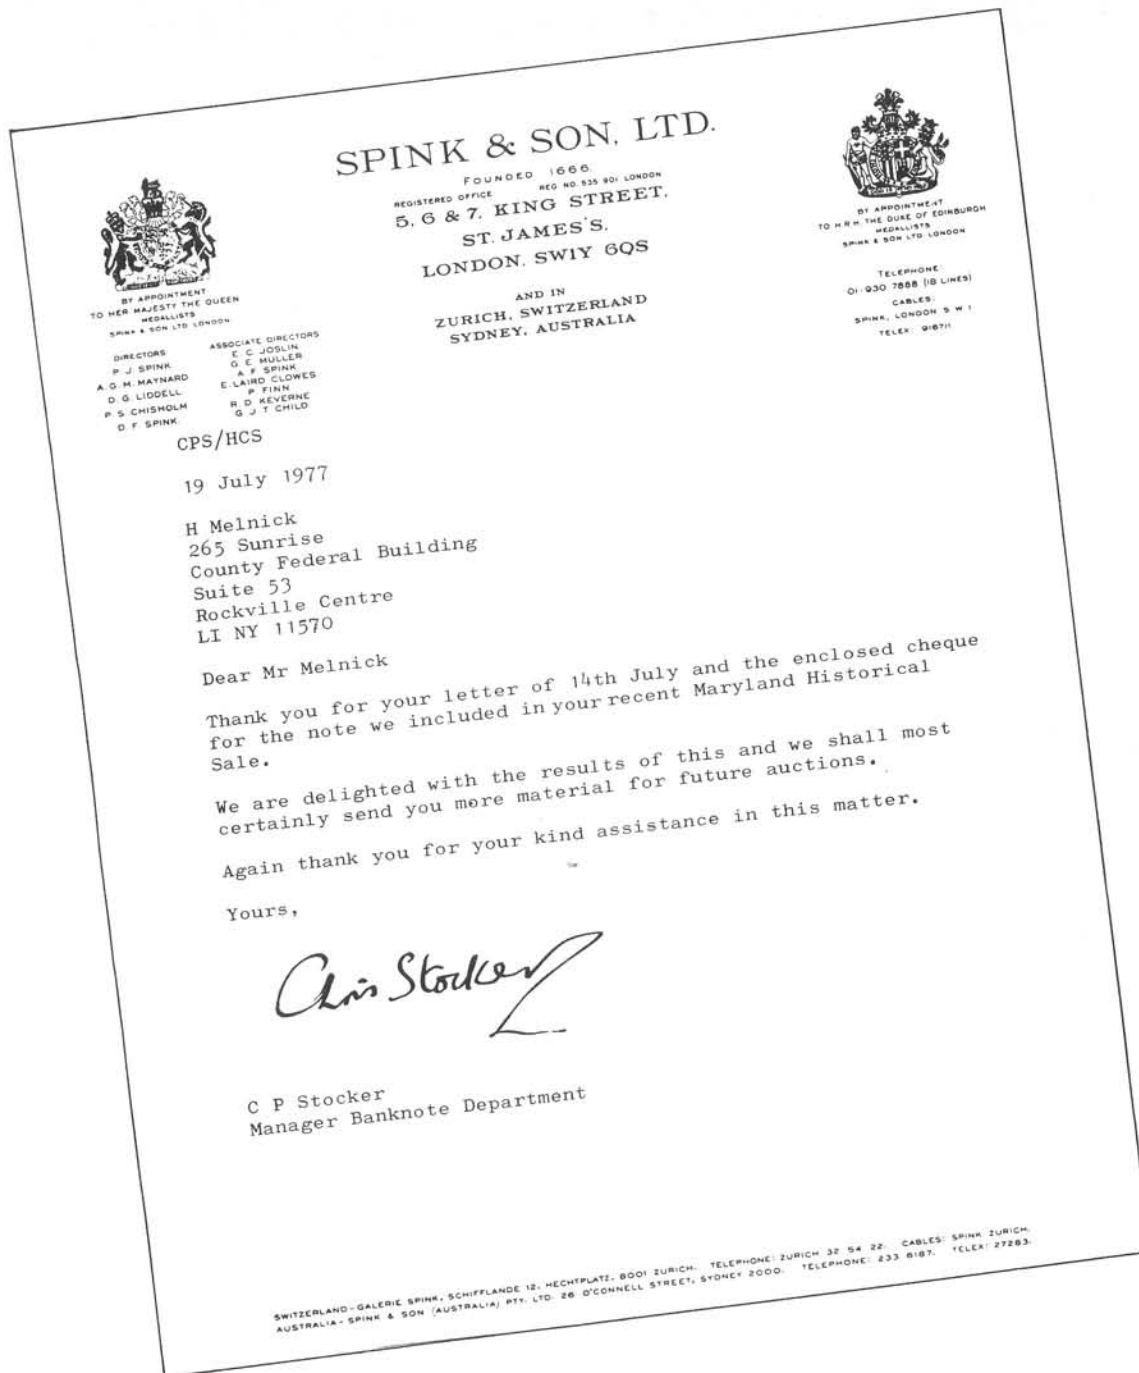 SPINK & SON, LTD.
FOUNDED 1666.
REGISTERED OFFICE REG NO. 535 901 LONDON
5, 6 & 7, KING STREET,
ST. JAMES'S,
LONDON, SW1Y 6QS
AND IN
ZURICH, SWITZERLAND
SYDNEY, AUSTRALIA
BY APPOINTMENT
TO HER MAJESTY THE QUEEN
MEDALLISTS
SPINK & SON LTD LONDON
BY APPOINTMENT
TO H.R.H. THE DUKE OF EDINBURGH
MEDALLISTS
SPINK & SON LTD. LONDON
TELEPHONE:
01-930 7888 (18 LINES)
CABLES:
SPINK, LONDON S W 1
TELEX: 916711
DIRECTORS
P. J. SPINK
A. G. M. MAYNARD
D. G. LIDDELL
P. S. CHISHOLM
D. F. SPINK.
ASSOCIATE DIRECTORS
E. C. JOSLIN
G. E. MULLER
A. F. SPINK
E. LAIRD CLOWES
P. FINN
R. D. KEVERNE
G. J. T CHILD
CPS/HCS
19 July 1977
H Melnick
265 Sunrise
County Federal Building
Suite 53
Rockville Centre
LI NY 11570
Dear Mr Melnick
Thank you for your letter of 14th July and the enclosed cheque
for the note we included in your recent Maryland Historical
Sale.
We are delighted with the results of this and we shall most
certainly send you more material for future auctions.
Again thank you for your kind assistance in this matter.
Yours,
Chris Stocker
C P Stocker
Manager Banknote Department
SWITZERLAND - GALERIE SPINK, SCHIFFLANDE 12, HECHTPLATZ, 8001 ZURICH. TELEPHONE: ZURICH 32 54 22. CABLES: SPINK ZURICH.
AUSTRALIA - SPINK & SON (AUSTRALIA) PTY. LTD. 26 O'CONNELL STREET, SYDNEY 2000. TELEPHONE: 233 6187. TELEX: 27283.